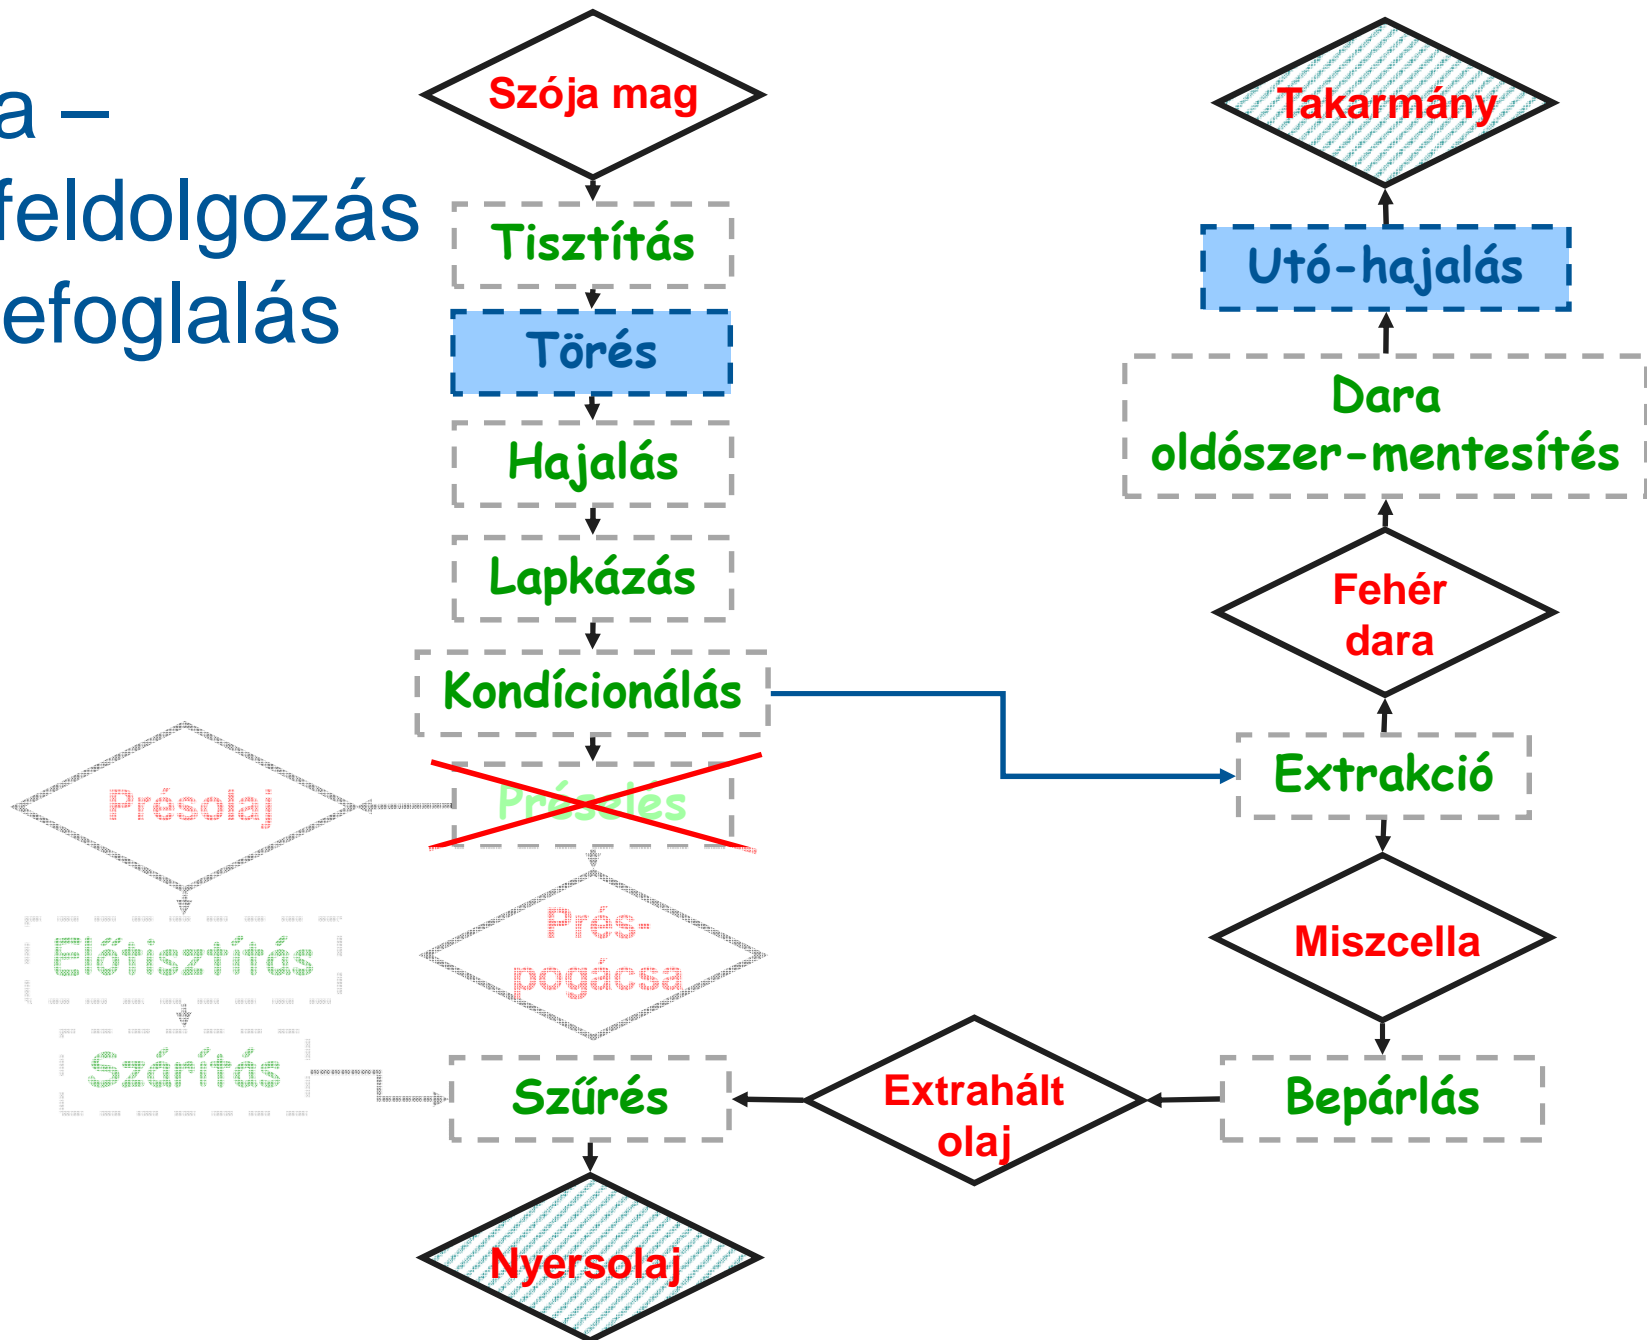 a –
feldolgozás
efoglalás
Szója mag
Tisztítás
Törés
Hajalás
Lapkázás
Kondícionálás
Préselés
Présolaj
Prés-
pogácsa
Előtisztítás
Szárítás
Szűrés
Nyersolaj
Takarmány
Utó-hajalás
Dara
oldószer-mentesítés
Fehér
dara
Extrakció
Miszcella
Bepárlás
Extrahált
olaj